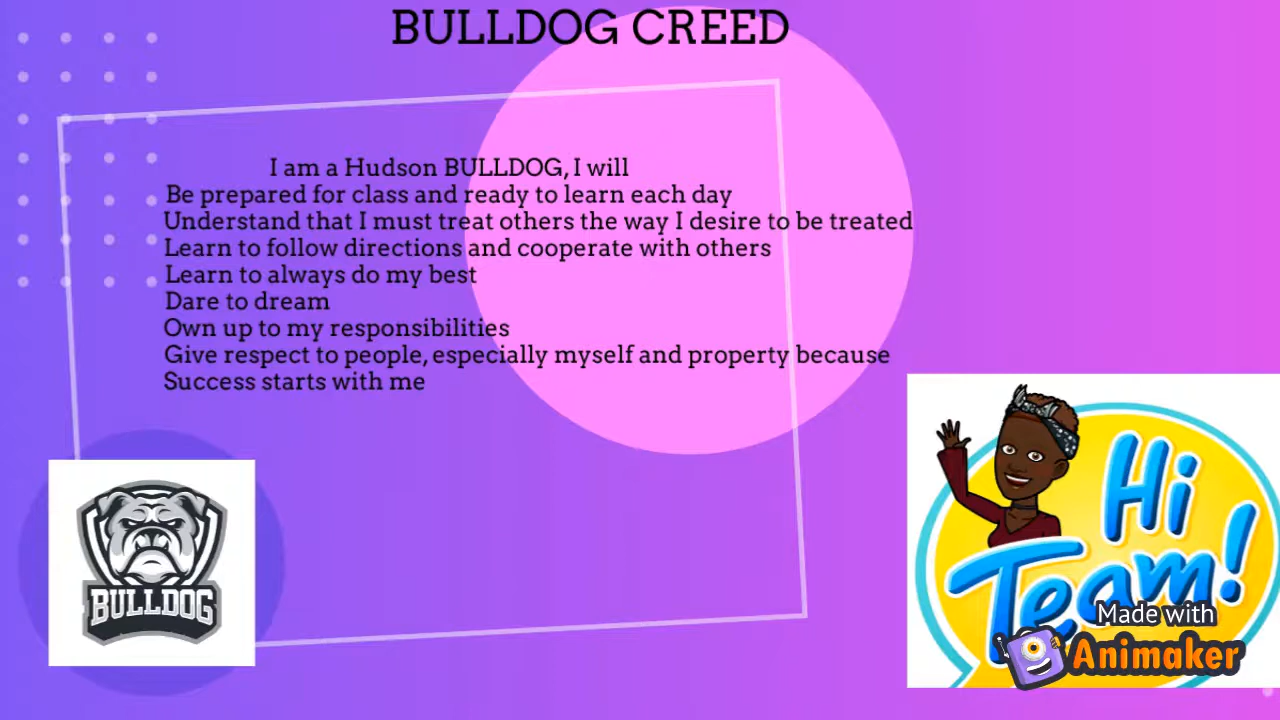 BULLDOG CREED
I am a Hudson BULLDOG, I will
Be prepared for class and ready to learn each day
Understand that I must treat others the way I desire to be treated
Learn to follow directions and cooperate with others
Learn to always do my best
Dare to dream
Own up to my responsibilities
Give respect to people, especially myself and property because
Success starts with me
BULLDOG
Hi
Team!
Made with
Animaker